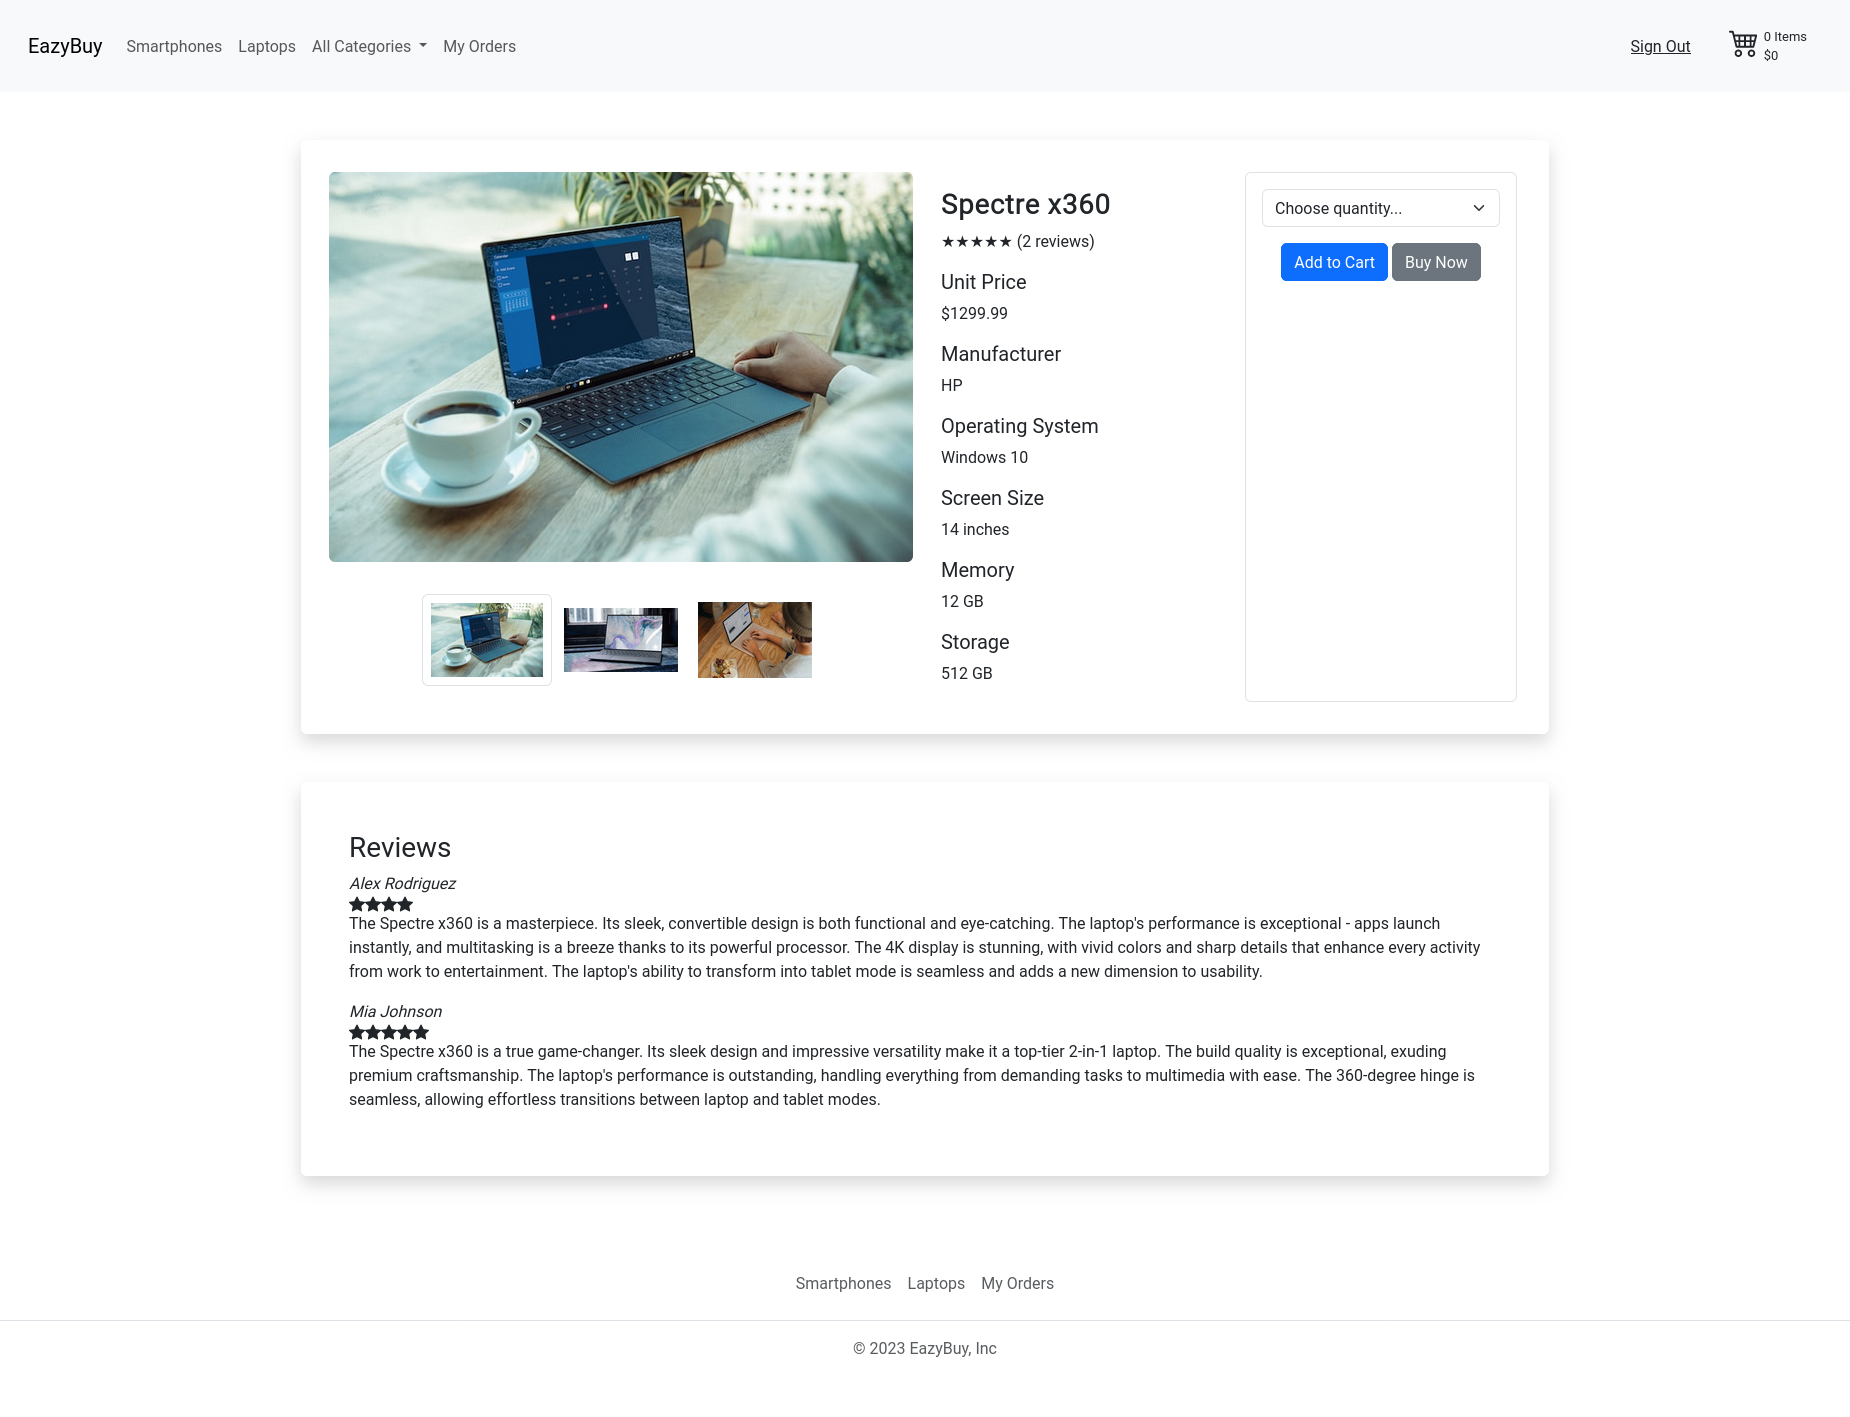 EazyBuy
Smartphones
Laptops
All Categories
My Orders
Sign Out
0 Items
$0
Spectre x360
★★★★★ (2 reviews)
Unit Price
$1299.99
Manufacturer
HP
Operating System
Windows 10
Screen Size
14 inches
Memory
12 GB
Storage
512 GB
Choose quantity...
Add to Cart
Buy Now
Reviews
Alex Rodriguez
The Spectre x360 is a masterpiece. Its sleek, convertible design is both functional and eye-catching. The laptop's performance is exceptional - apps launch
instantly, and multitasking is a breeze thanks to its powerful processor. The 4K display is stunning, with vivid colors and sharp details that enhance every activity
from work to entertainment. The laptop's ability to transform into tablet mode is seamless and adds a new dimension to usability.
Mia Johnson
The Spectre x360 is a true game-changer. Its sleek design and impressive versatility make it a top-tier 2-in-1 laptop. The build quality is exceptional, exuding
premium craftsmanship. The laptop's performance is outstanding, handling everything from demanding tasks to multimedia with ease. The 360-degree hinge is
seamless, allowing effortless transitions between laptop and tablet modes.
Smartphones
Laptops
My Orders
© 2023 EazyBuy, Inc